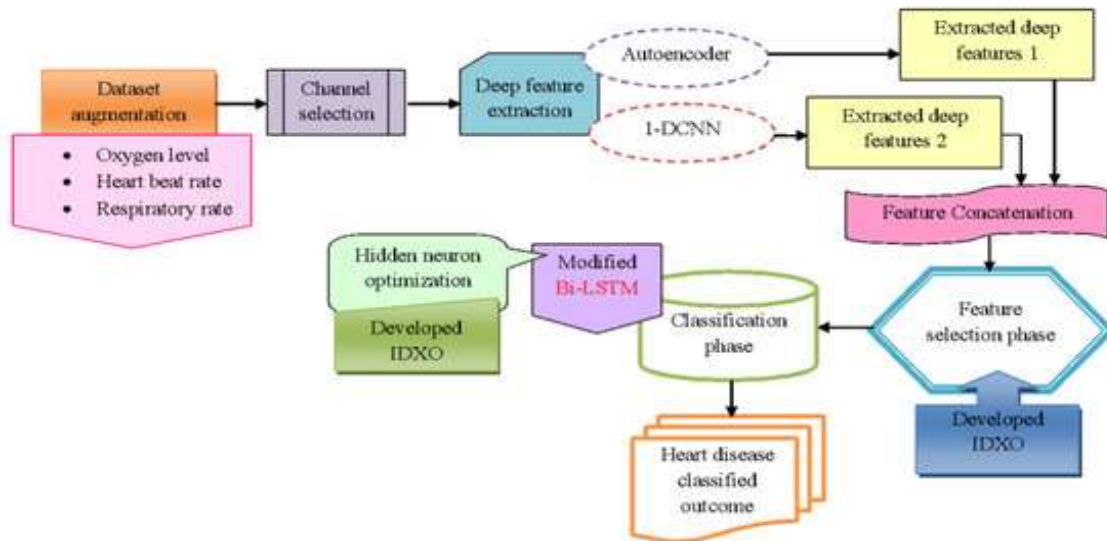 Dataset
augmentation
• Oxygen level
• Heart beat rate
• Respiratory rate
Channel
selection
Deep feature
extraction
Autoencoder
1-DCNN
Extracted deep
features 1
Extracted deep
features 2
Feature Concatenation
Feature
selection phase
Developed
IDXO
Classification
phase
Modified
Bi-LSTM
Hidden neuron
optimization
Developed
IDXO
Heart disease
classified
outcome